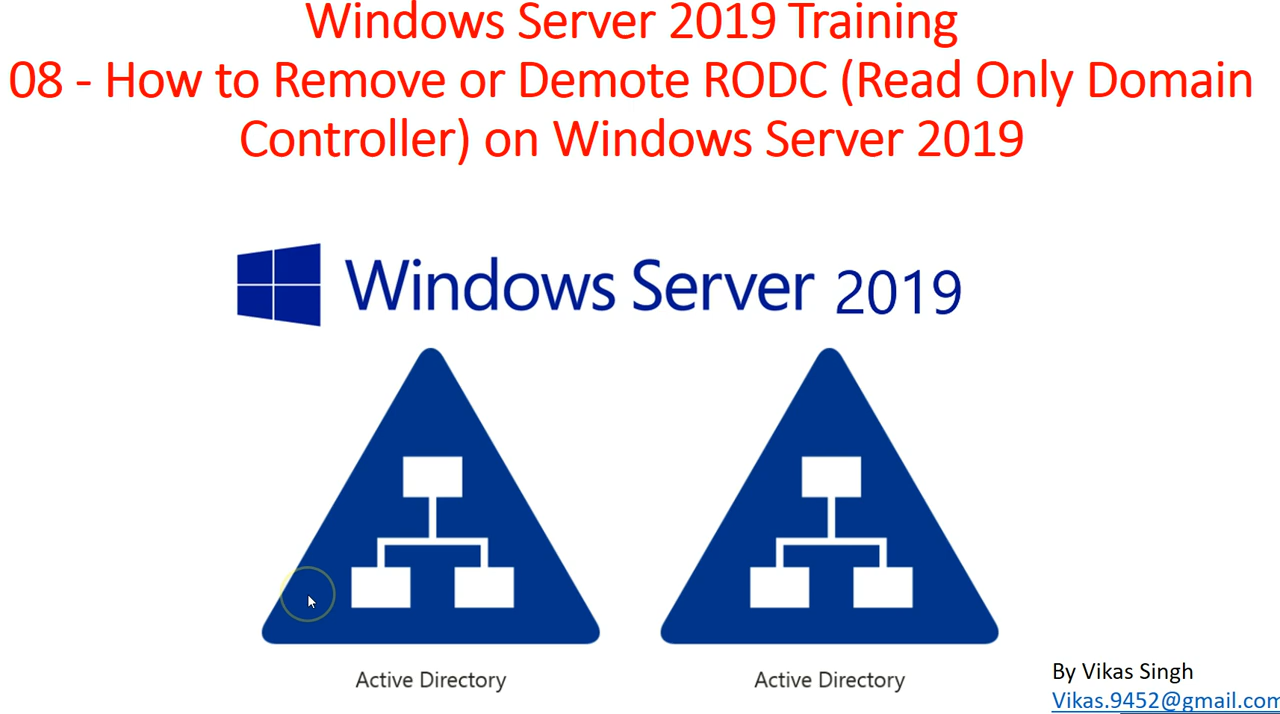 Windows Server 2019 Training
08 - How to Remove or Demote RODC (Read Only Domain
Controller) on Windows Server 2019
Windows Server 2019
Active Directory
Active Directory
By Vikas Singh
Vikas.9452@gmail.com